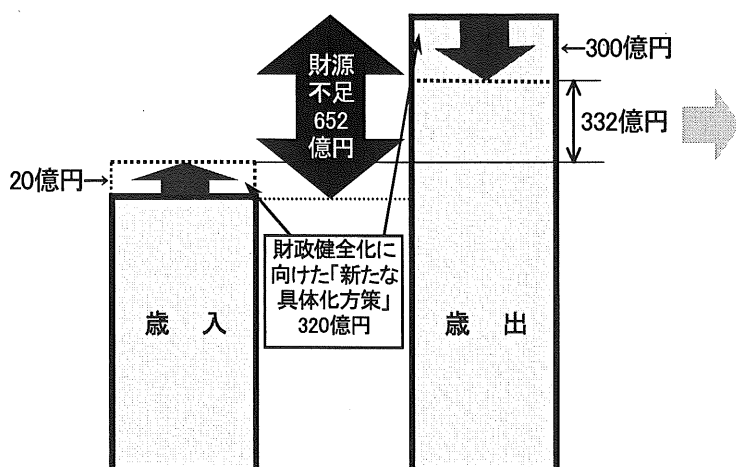 財源
不足
652
億円
←300億円
332億円
20億円→
財政健全化に
向けた「新たな
具体化方策」
320億円
歳 入
歳 出